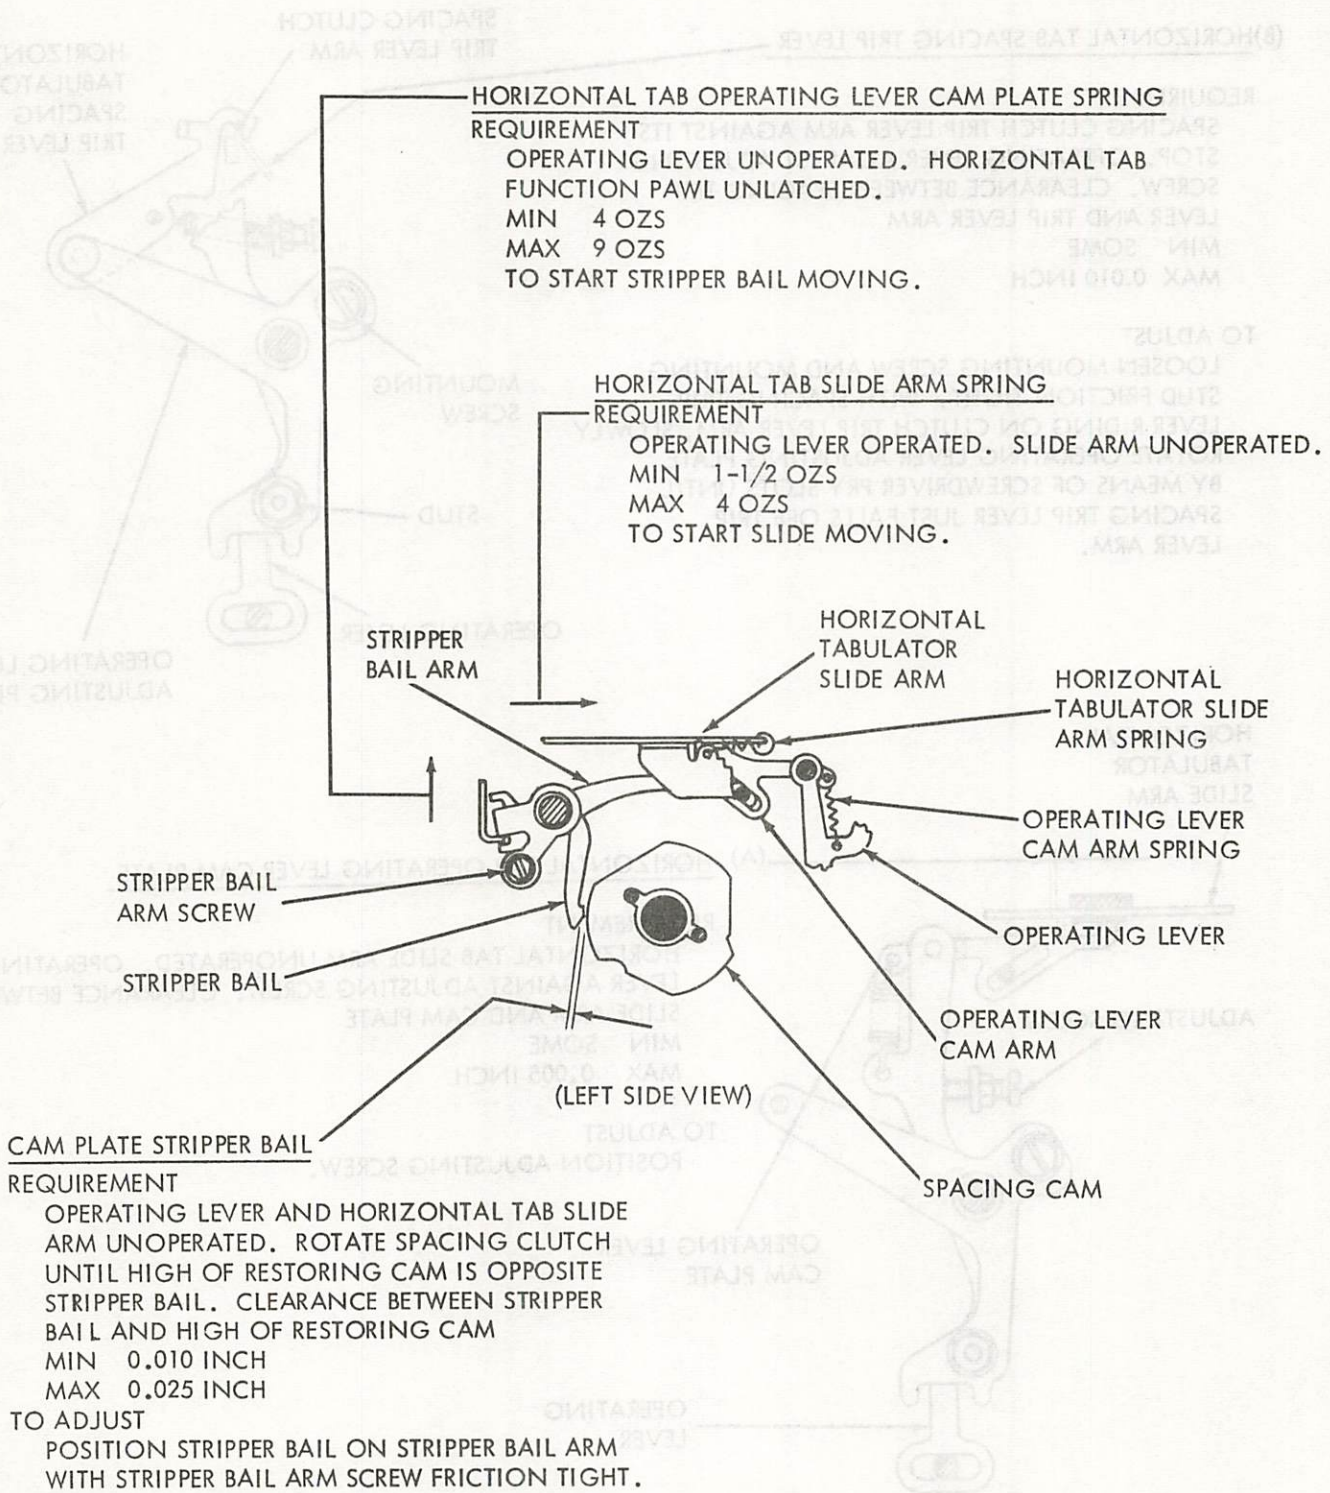 HORIZONTAL TAB OPERATING LEVER CAM PLATE SPRING
REQUIREMENT
OPERATING LEVER UNOPERATED. HORIZONTAL TAB
FUNCTION PAWL UNLATCHED.
MIN 4 OZS
MAX 9 OZS
TO START STRIPPER BAIL MOVING.
HORIZONTAL TAB SLIDE ARM SPRING
REQUIREMENT
OPERATING LEVER OPERATED. SLIDE ARM UNOPERATED.
MIN 1-1/2 OZS
MAX 4 OZS
TO START SLIDE MOVING.
STRIPPER
BAIL ARM
HORIZONTAL
TABULATOR
SLIDE ARM
HORIZONTAL
TABULATOR SLIDE
ARM SPRING
OPERATING LEVER
CAM ARM SPRING
STRIPPER BAIL
ARM SCREW
OPERATING LEVER
STRIPPER BAIL
OPERATING LEVER
CAM ARM
(LEFT SIDE VIEW)
SPACING CAM
CAM PLATE STRIPPER BAIL
REQUIREMENT
OPERATING LEVER AND HORIZONTAL TAB SLIDE
ARM UNOPERATED. ROTATE SPACING CLUTCH
UNTIL HIGH OF RESTORING CAM IS OPPOSITE
STRIPPER BAIL. CLEARANCE BETWEEN STRIPPER
BAIL AND HIGH OF RESTORING CAM
MIN 0.010 INCH
MAX 0.025 INCH
TO ADJUST
POSITION STRIPPER BAIL ON STRIPPER BAIL ARM
WITH STRIPPER BAIL ARM SCREW FRICTION TIGHT.